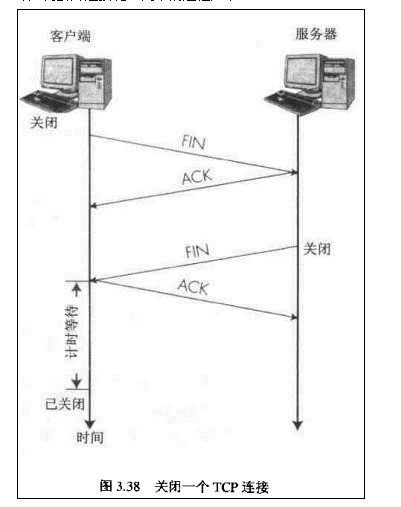 客户端
服务器
关闭
FIN
ACK
FIN
关闭
ACK
计时等待
已关闭
时间
图 3.38 关闭一个 TCP 连接